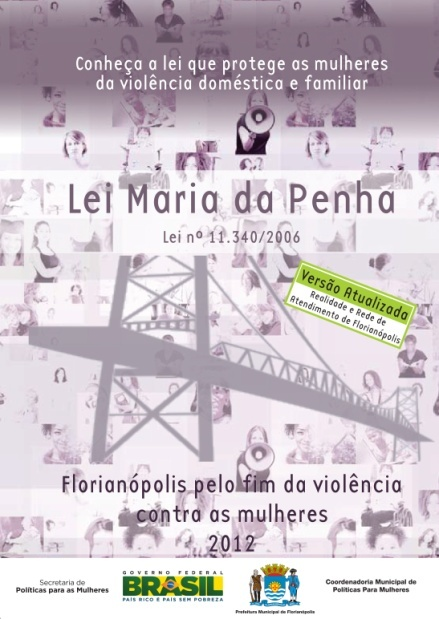 Conheça a lei que protege as mulheres
da violência doméstica e familiar
Lei Maria da Penha
Lei nº 11.340/2006
Versão Atualizada
Realidade e Rede de
Atendimento de Florianópolis
Florianópolis pelo fim da violência
contra as mulheres
2012
Secretaria de
Políticas para as Mulheres
GOVERNO FEDERAL
BRASIL
PAÍS RICO É PAÍS SEM POBREZA
Prefeitura Municipal de Florianópolis
Coordenadoria Municipal de
Políticas Para Mulheres